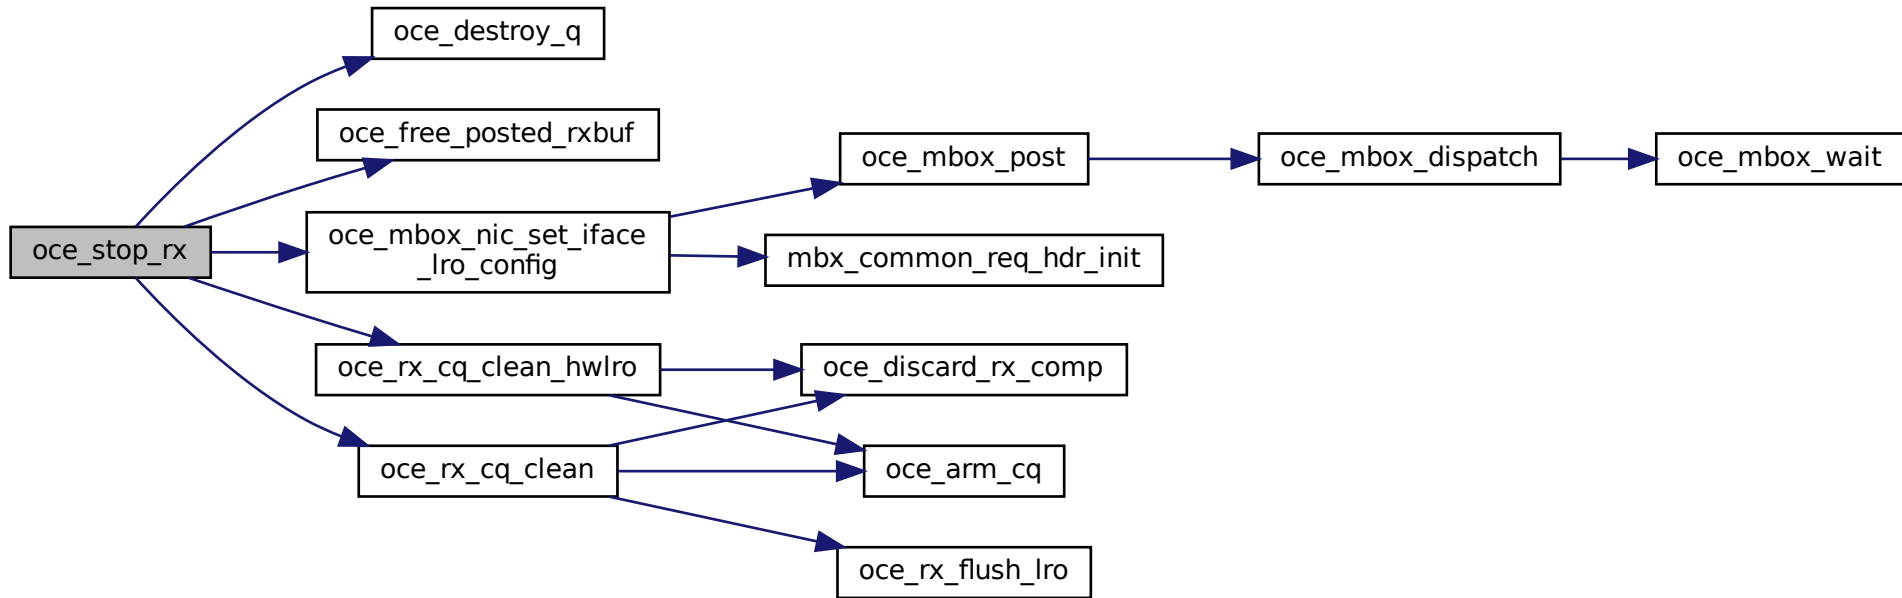 oce_destroy_q
oce_free_posted_rxbuf
oce_mbox_post
oce_mbox_dispatch
oce_mbox_wait
oce_stop_rx
oce_mbox_nic_set_iface
_lro_config
mbx_common_req_hdr_init
oce_rx_cq_clean_hwlro
oce_discard_rx_comp
oce_rx_cq_clean
oce_arm_cq
oce_rx_flush_lro